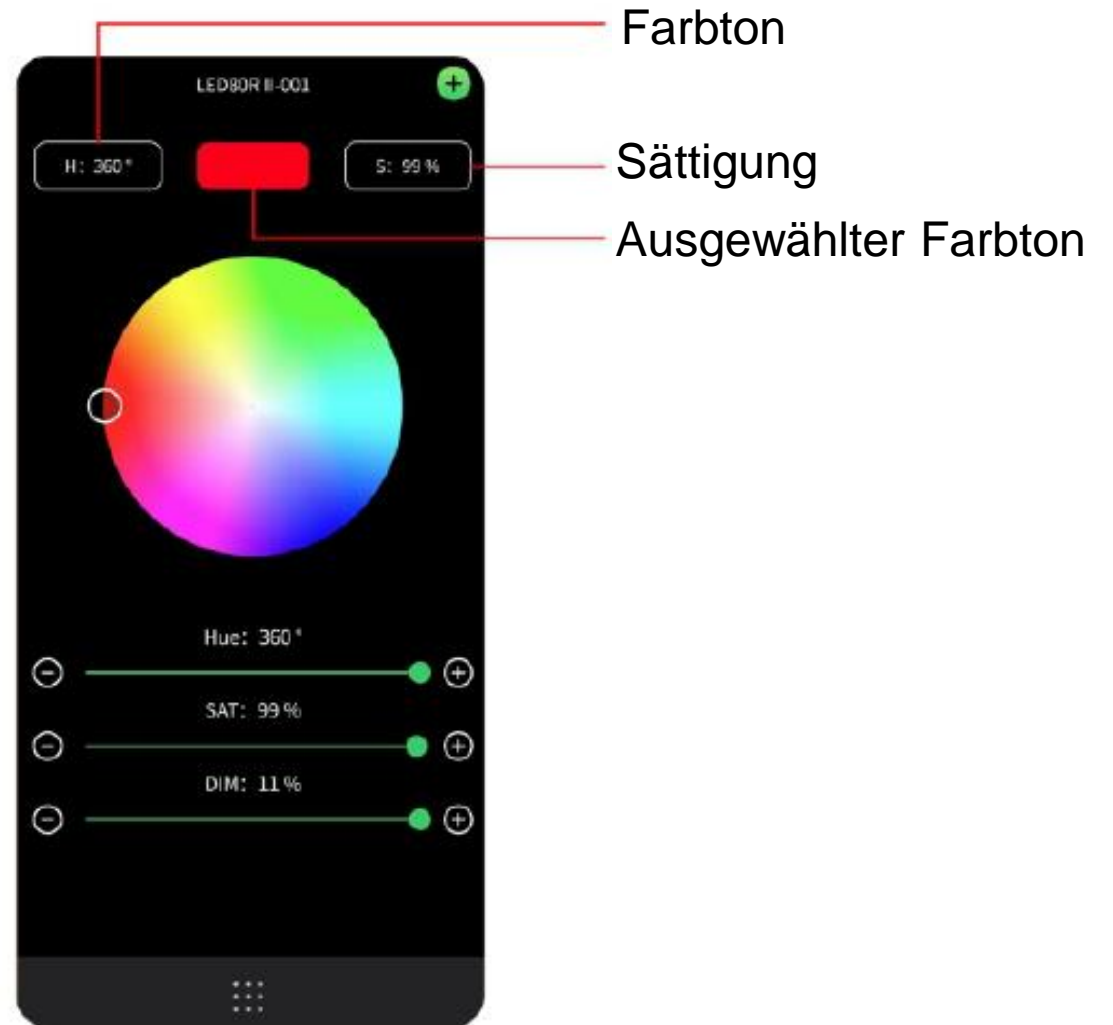 Farbton
LED80R II-001
H: 360°
S: 99%
Sättigung
Ausgewählter Farbton
Hue: 360°
SAT: 99%
DIM: 11%